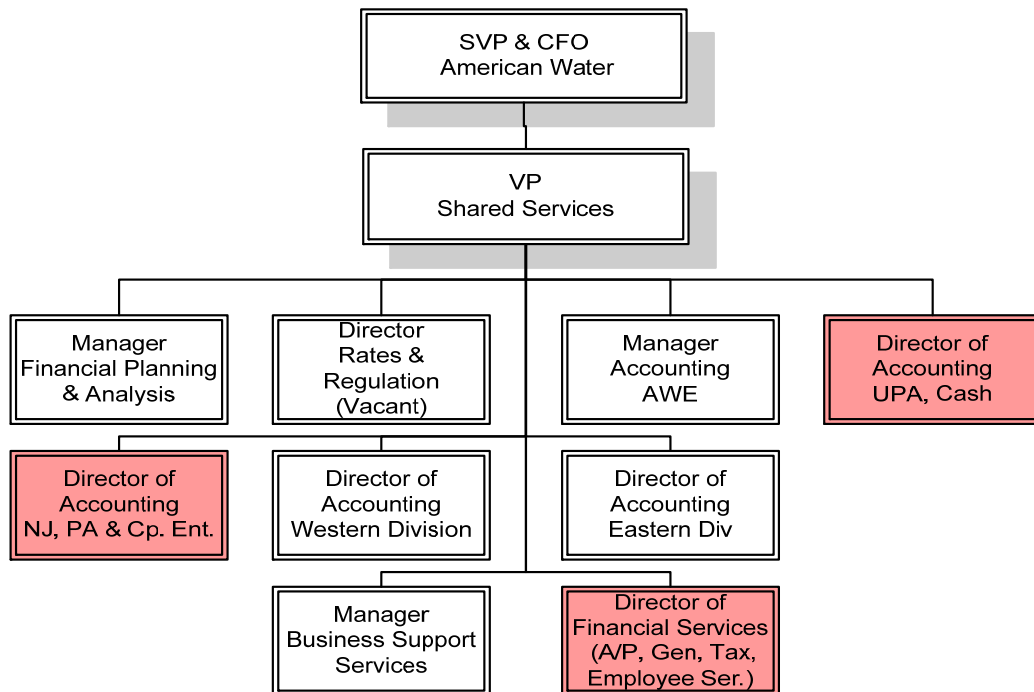 SVP & CFO
American Water
VP
Shared Services
Manager
Financial Planning
& Analysis
Director
Rates &
Regulation
(Vacant)
Manager
Accounting
AWE
Director of
Accounting
UPA, Cash
Director of
Accounting
NJ, PA & Cp. Ent.
Director of
Accounting
Western Division
Director of
Accounting
Eastern Div
Manager
Business Support
Services
Director of
Financial Services
(A/P, Gen, Tax,
Employee Ser.)